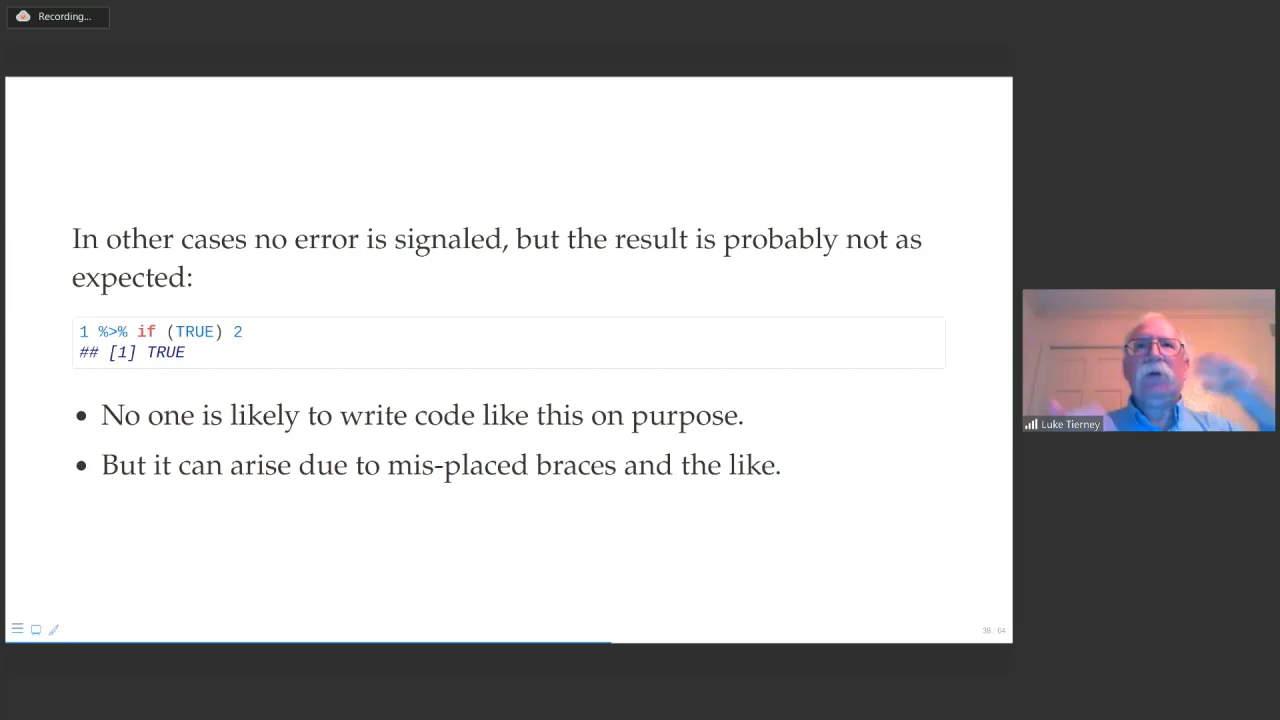 Recording...
In other cases no error is signaled, but the result is probably not as
expected:
1 %>% if (TRUE) 2
## [1] TRUE
• No one is likely to write code like this on purpose.
• But it can arise due to mis-placed braces and the like.
Luke Tierney
38 / 64